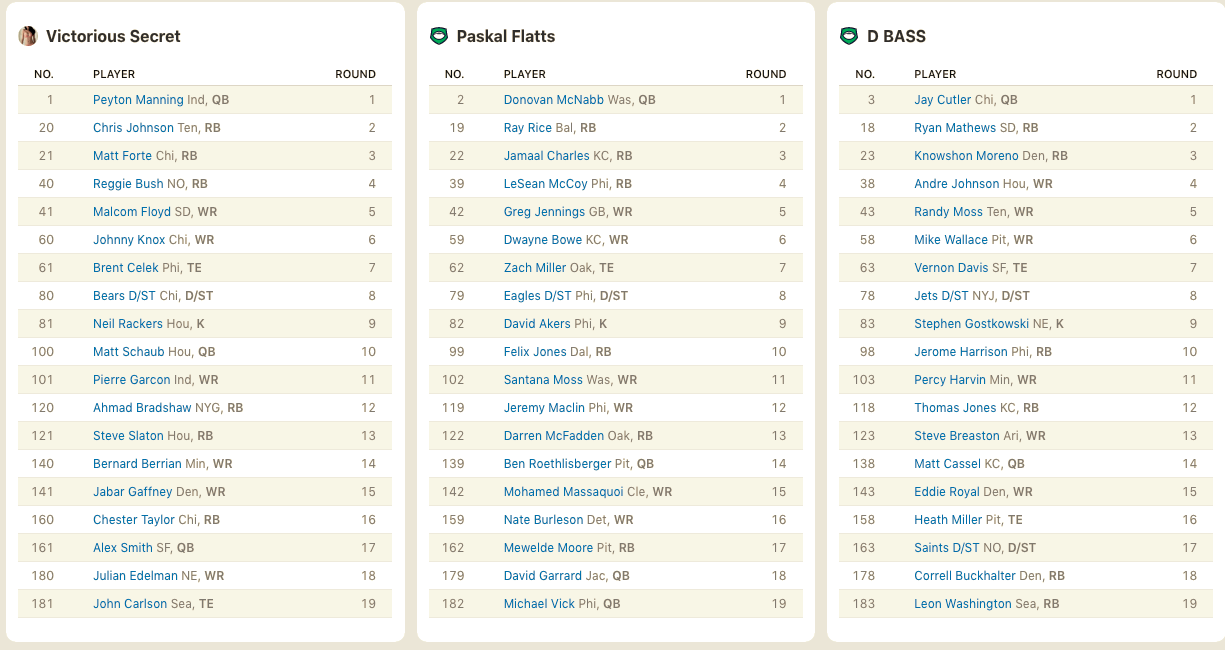 Victorious Secret
NO. PLAYER ROUND
1 Peyton Manning Ind, QB 1
20 Chris Johnson Ten, RB 2
21 Matt Forte Chi, RB 3
40 Reggie Bush NO, RB 4
41 Malcom Floyd SD, WR 5
60 Johnny Knox Chi, WR 6
61 Brent Celek Phi, TE 7
80 Bears D/ST Chi, D/ST 8
81 Neil Rackers Hou, K 9
100 Matt Schaub Hou, QB 10
101 Pierre Garcon Ind, WR 11
120 Ahmad Bradshaw NYG, RB 12
121 Steve Slaton Hou, RB 13
140 Bernard Berrian Min, WR 14
141 Jabar Gaffney Den, WR 15
160 Chester Taylor Chi, RB 16
161 Alex Smith SF, QB 17
180 Julian Edelman NE, WR 18
181 John Carlson Sea, TE 19
Paskal Flatts
NO. PLAYER ROUND
2 Donovan McNabb Was, QB 1
19 Ray Rice Bal, RB 2
22 Jamaal Charles KC, RB 3
39 LeSean McCoy Phi, RB 4
42 Greg Jennings GB, WR 5
59 Dwayne Bowe KC, WR 6
62 Zach Miller Oak, TE 7
79 Eagles D/ST Phi, D/ST 8
82 David Akers Phi, K 9
99 Felix Jones Dal, RB 10
102 Santana Moss Was, WR 11
119 Jeremy Maclin Phi, WR 12
122 Darren McFadden Oak, RB 13
139 Ben Roethlisberger Pit, QB 14
142 Mohamed Massaquoi Cle, WR 15
159 Nate Burleson Det, WR 16
162 Mewelde Moore Pit, RB 17
179 David Garrard Jac, QB 18
182 Michael Vick Phi, QB 19
D BASS
NO. PLAYER ROUND
3 Jay Cutler Chi, QB 1
18 Ryan Mathews SD, RB 2
23 Knowshon Moreno Den, RB 3
38 Andre Johnson Hou, WR 4
43 Randy Moss Ten, WR 5
58 Mike Wallace Pit, WR 6
63 Vernon Davis SF, TE 7
78 Jets D/ST NYJ, D/ST 8
83 Stephen Gostkowski NE, K 9
98 Jerome Harrison Phi, RB 10
103 Percy Harvin Min, WR 11
118 Thomas Jones KC, RB 12
123 Steve Breaston Ari, WR 13
138 Matt Cassel KC, QB 14
143 Eddie Royal Den, WR 15
158 Heath Miller Pit, TE 16
163 Saints D/ST NO, D/ST 17
178 Correll Buckhalter Den, RB 18
183 Leon Washington Sea, RB 19